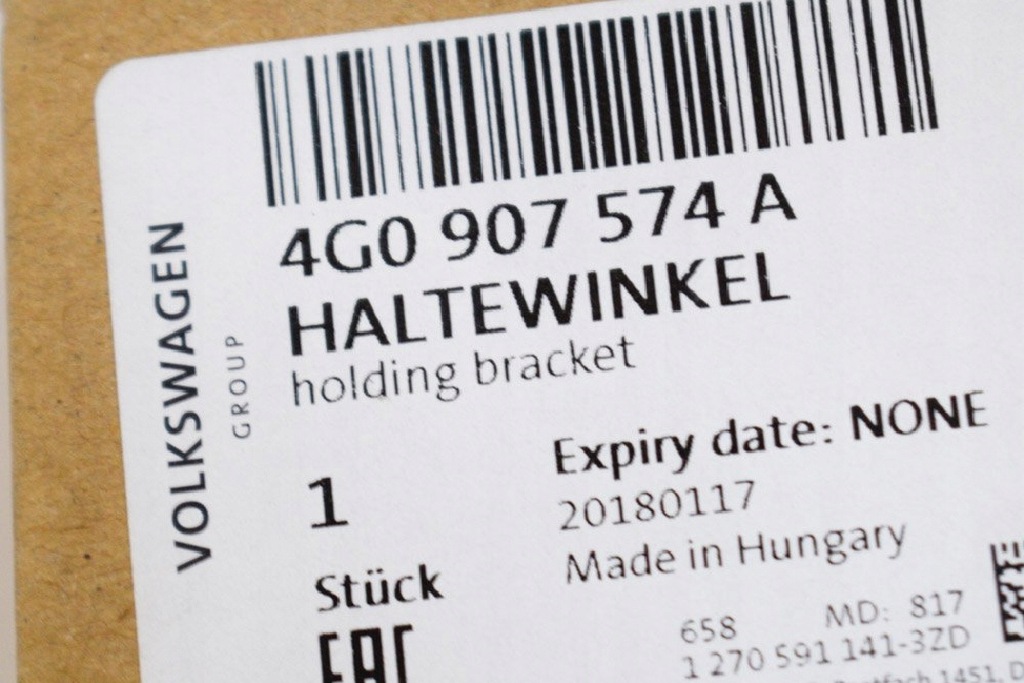 VOLKSWAGEN
GROUP
4G0 907 574 A
HALTEWINKEL
holding bracket
1
Stück
EAC
Expiry date: NONE
20180117
Made in Hungary
658 MD: 817
1 270 591 141-3ZD
1451, D